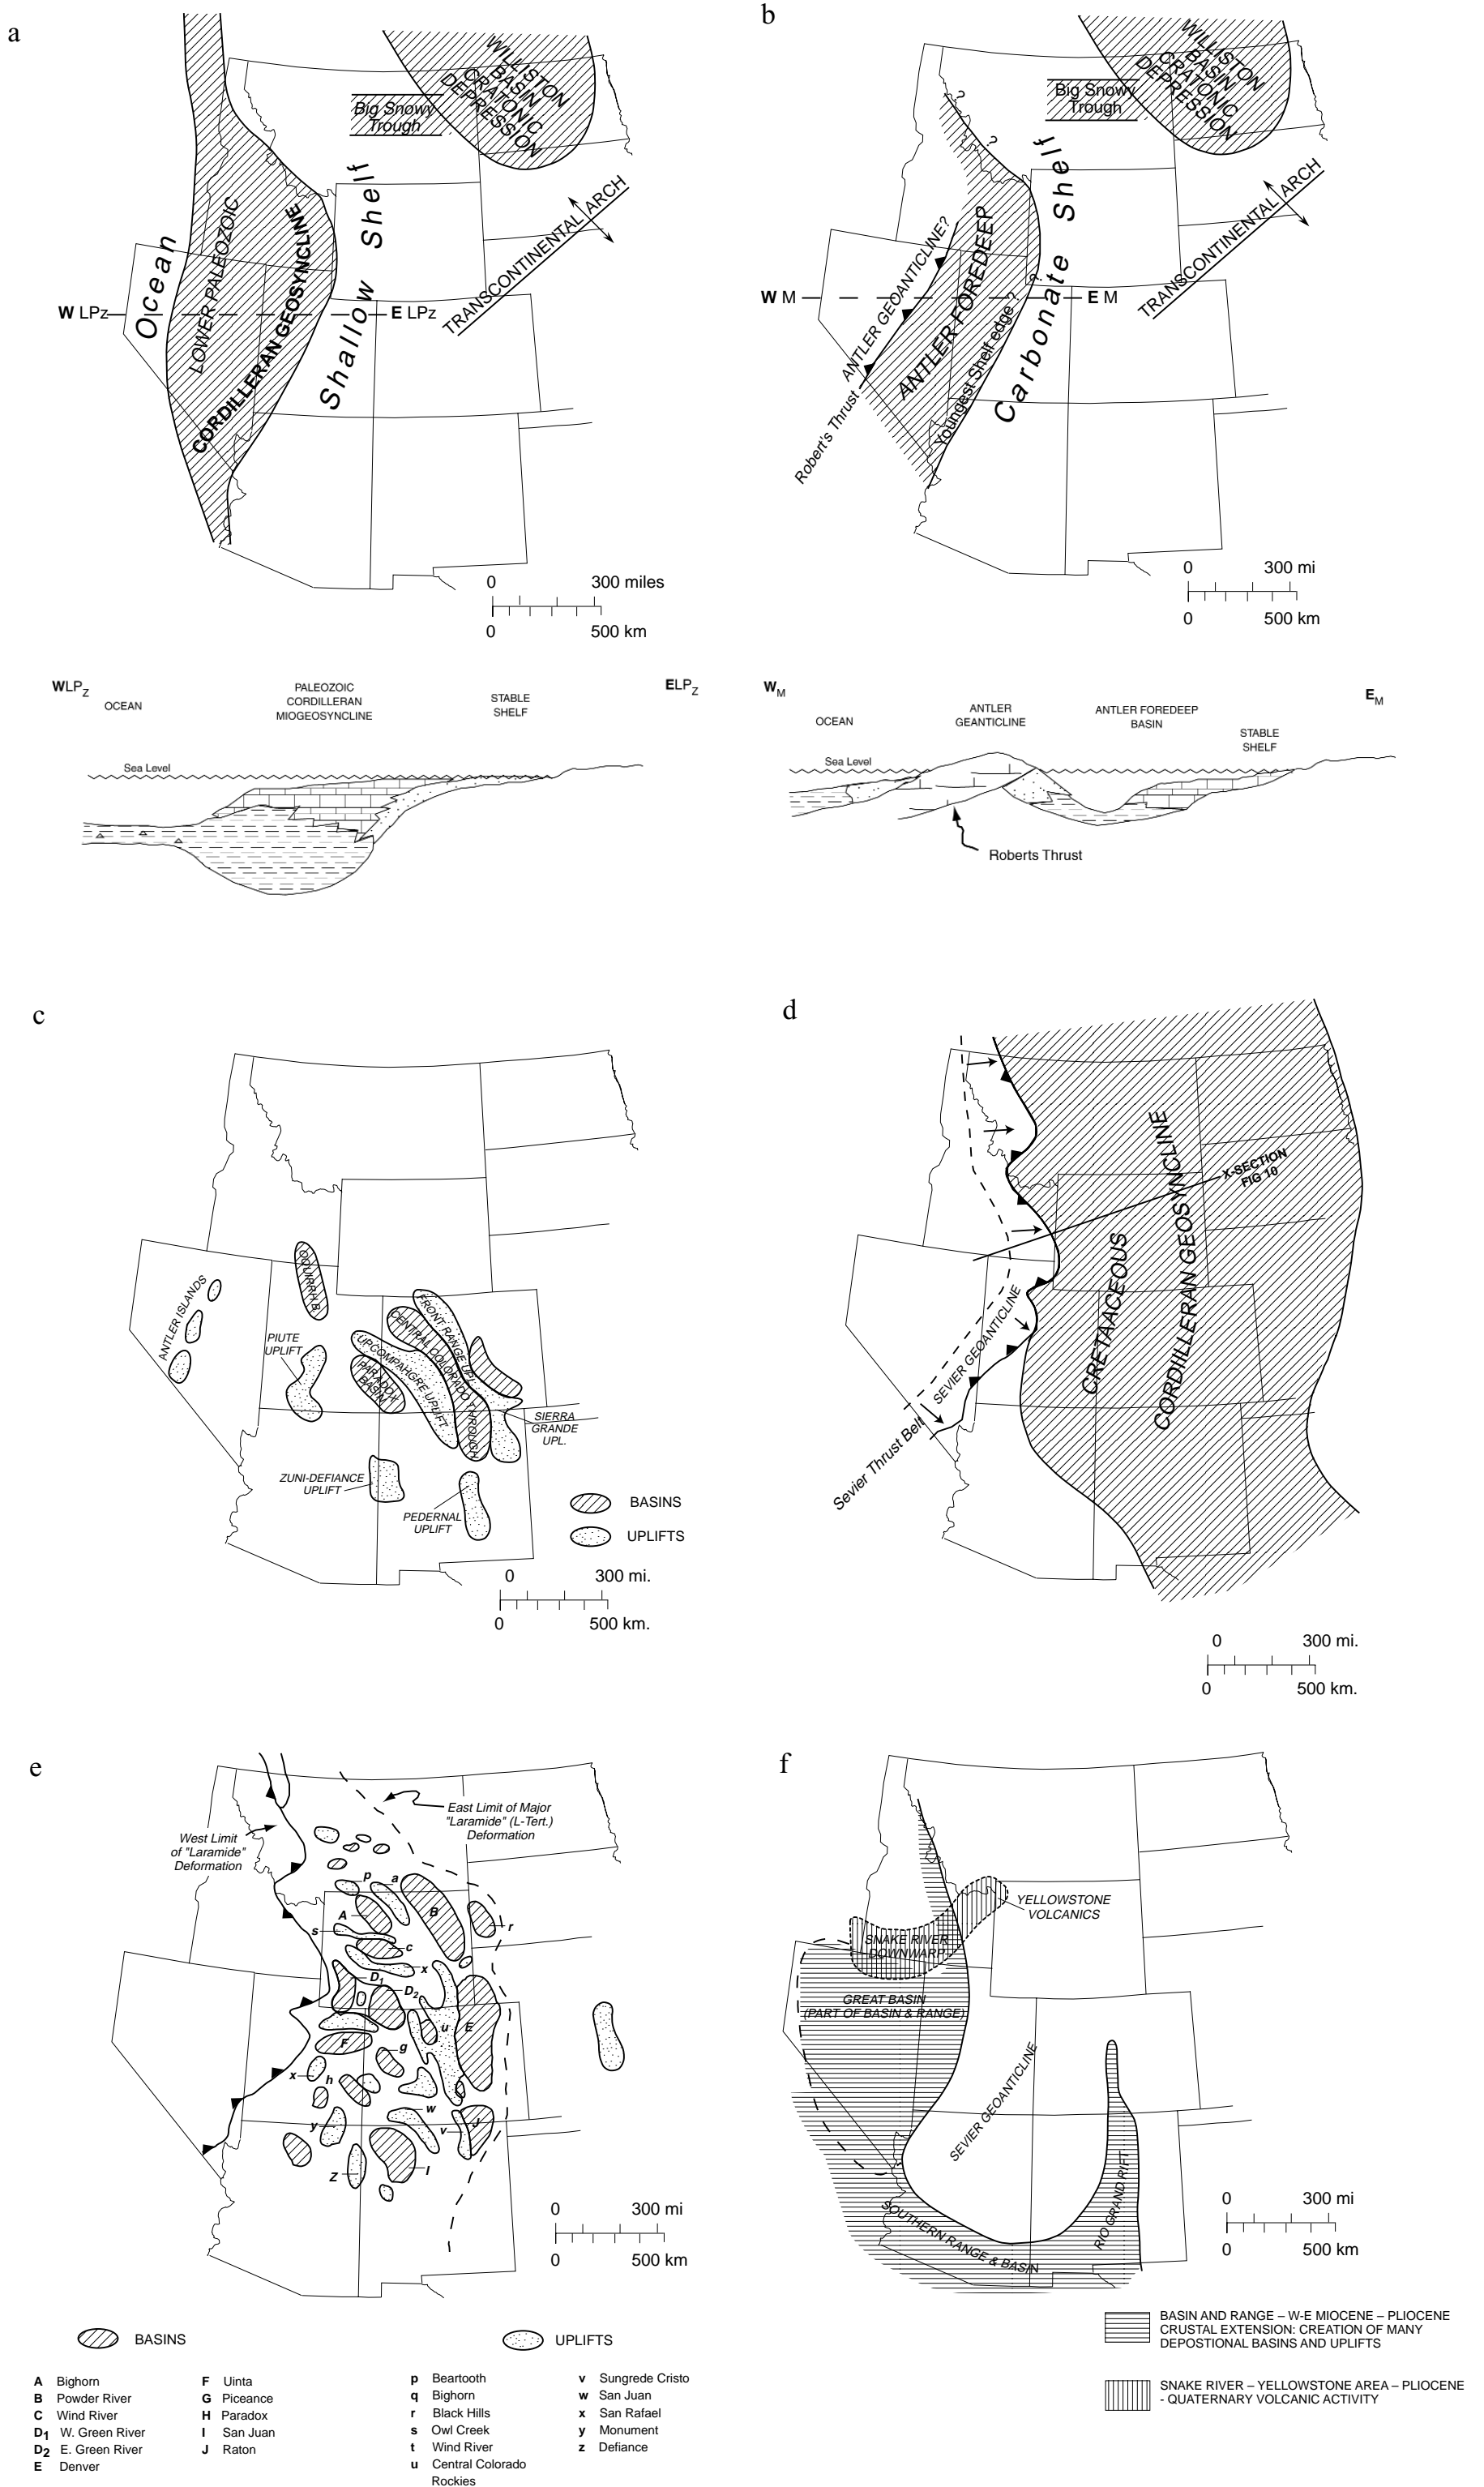 a
WILLISTON
BASIN
CRATONIC
DEPRESSION
Big Snowy
Trough
Ocean
LOWER PALEOZOIC
CORDILLERAN GEOSYNCLINE
Shallow Shelf
TRANSCONTINENTAL ARCH
W LPz
E LPz
0 300 miles
0 500 km
WLPZ
OCEAN
PALEOZOIC
CORDILLERAN
MIOGEOSYNCLINE
STABLE
SHELF
ELPZ
Sea Level
b
WILLISTON
BASIN
CRATONIC
DEPRESSION
Big Snowy
Trough
?
?
Carbonate Shelf
TRANSCONTINENTAL ARCH
ANTLER GEOANTICLINE?
ANTLER FOREDEEP
Youngest Shelf edge ?
?
Robert's Thrust
W M
E M
0 300 mi
0 500 km
WM
OCEAN
ANTLER
GEANTICLINE
ANTLER FOREDEEP
BASIN
STABLE
SHELF
EM
Sea Level
Roberts Thrust
c
ANTLER ISLANDS
OQUIRRH B.
PIUTE
UPLIFT
FRONT RANGE UPL
CENTRAL COLORADO THROUGH
UPCOMPAHGRE UPLIFT
PARADOX
BASIN
SIERRA
GRANDE
UPL.
ZUNI-DEFIANCE
UPLIFT
PEDERNAL
UPLIFT
BASINS
UPLIFTS
0 300 mi.
0 500 km.
d
X-SECTION
FIG 10
CRETAACEOUS
CORDIILLERAN GEOSYNCLINE
SEVIER GEOANTICLINE
Sevier Thrust Belt
0 300 mi.
0 500 km.
e
East Limit of Major
"Laramide" (L-Tert.)
Deformation
West Limit
of "Laramide"
Deformation
p
a
A
B
r
s
c
x
D1
D2
u
E
F
g
x
h
w
y
v
J
Z
I
0 300 mi
0 500 km
BASINS
UPLIFTS
A Bighorn
B Powder River
C Wind River
D1 W. Green River
D2 E. Green River
E Denver
F Uinta
G Piceance
H Paradox
I San Juan
J Raton
p Beartooth
q Bighorn
r Black Hills
s Owl Creek
t Wind River
u Central Colorado
Rockies
v Sungrede Cristo
w San Juan
x San Rafael
y Monument
z Defiance
f
YELLOWSTONE
VOLCANICS
SNAKE RIVER
DOWNWARP
GREAT BASIN
(PART OF BASIN & RANGE)
SEVIER GEOANTICLINE
SOUTHERN RANGE & BASIN
RIO GRAND RIFT
0 300 mi
0 500 km
BASIN AND RANGE – W-E MIOCENE – PLIOCENE
CRUSTAL EXTENSION: CREATION OF MANY
DEPOSTIONAL BASINS AND UPLIFTS
SNAKE RIVER – YELLOWSTONE AREA – PLIOCENE
- QUATERNARY VOLCANIC ACTIVITY